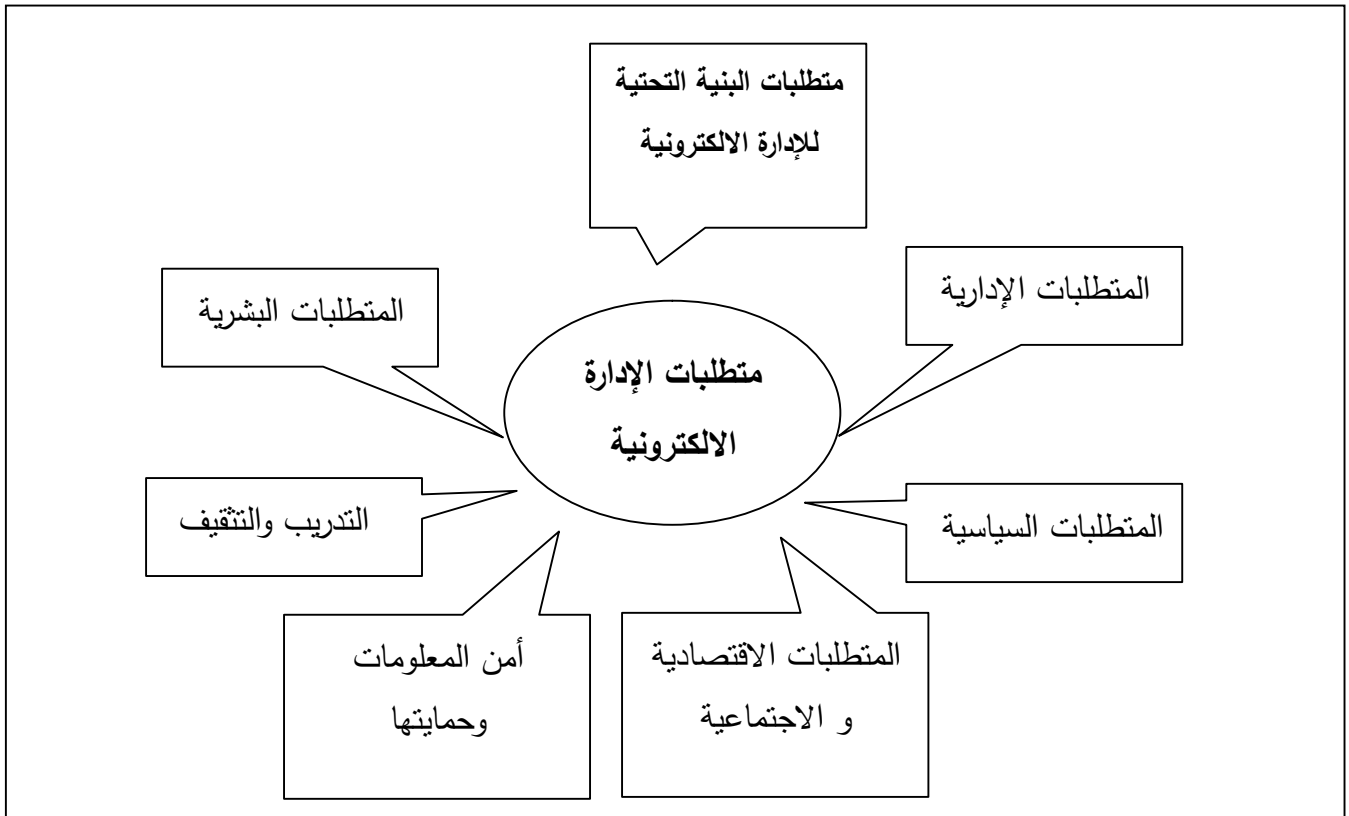 متطلبات البنية التحتية
للإدارة الالكترونية
المتطلبات الإدارية
المتطلبات البشرية
متطلبات الإدارة
الالكترونية
المتطلبات السياسية
التدريب والتثقيف
المتطلبات الاقتصادية
و الاجتماعية
أمن المعلومات
وحمايتها